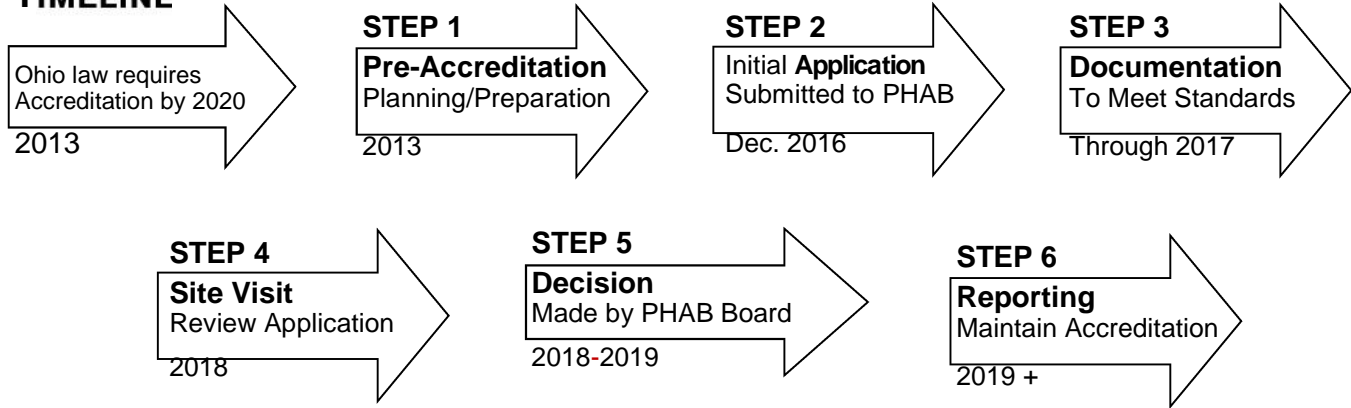 TIMELINE
Ohio law requires
Accreditation by 2020
2013
STEP 1
Pre-Accreditation
Planning/Preparation
2013
STEP 2
Initial Application
Submitted to PHAB
Dec. 2016
STEP 3
Documentation
To Meet Standards
Through 2017
STEP 4
Site Visit
Review Application
2018
STEP 5
Decision
Made by PHAB Board
2018-2019
STEP 6
Reporting
Maintain Accreditation
2019 +